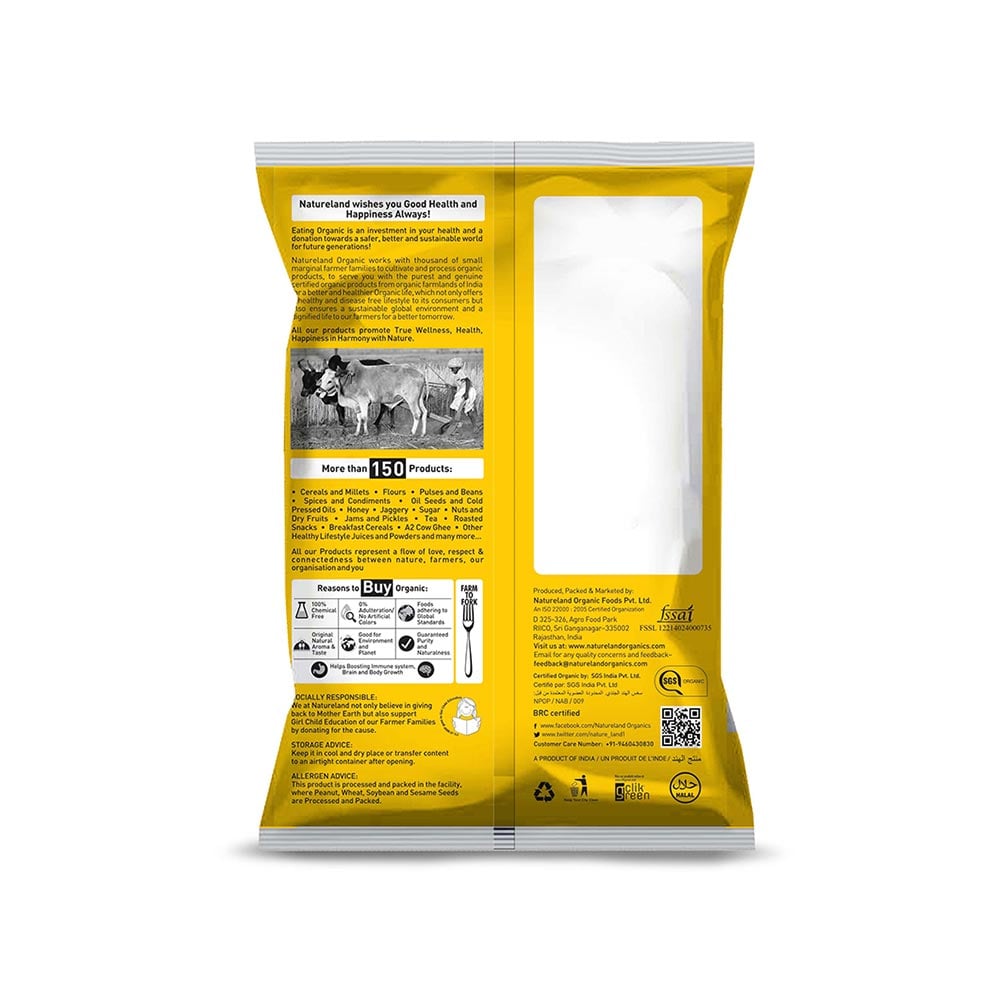 Natureland wishes you Good Health and
Happiness Always!
Eating Organic is an investment in your health and a
donation towards a safer, better and sustainable world
for future generations!
Natureland Organic works with thousand of small
marginal farmer families to cultivate and process organic
products, to serve you with the purest and genuine
certified organic products from organic farmlands of India
or a better and healthier Organic life, which not only offers
healthy and disease free lifestyle to its consumers but
lso ensures a sustainable global environment and a
dignified life to our farmers for a better tomorrow.
All our products promote True Wellness, Health,
Happiness in Harmony with Nature.
More than 150 Products:
• Cereals and Millets • Flours • Pulses and Beans
• Spices and Condiments • Oil Seeds and Cold
Pressed Oils • Honey • Jaggery • Sugar • Nuts and
Dry Fruits • Jams and Pickles • Tea • Roasted
Snacks • Breakfast Cereals • A2 Cow Ghee • Other
Healthy Lifestyle Juices and Powders and many more...
All our Products represent a flow of love, respect &
connectedness between nature, farmers, our
organisation and you
Reasons to Buy Organic:
100%
Chemical
Free
0%
Adulteration/
No Artificial
Colors
Foods
adhering to
Global
Standards
Original
Natural
Aroma &
Taste
Good for
Environment
and
Planet
Guaranteed
Purity
and
Naturalness
Helps Boosting Immune system,
Brain and Body Growth
FARM
TO
FORK
OCIALLY RESPONSIBLE:
We at Natureland not only believe in giving
back to Mother Earth but also support
Girl Child Education of our Farmer Families
by donating for the cause.
STORAGE ADVICE:
Keep it in cool and dry place or transfer content
to an airtight container after opening.
ALLERGEN ADVICE:
This product is processed and packed in the facility,
where Peanut, Wheat, Soybean and Sesame Seeds
are Processed and Packed.
Produced, Packed & Marketed by:
Natureland Organic Foods Pvt. Ltd.
An ISO 22000 : 2005 Certified Organization
D 325-326, Agro Food Park
RIICO, Sri Ganganagar-335002
Rajasthan, India
fssai
FSSL 12214024000735
Visit us at: www.naturelandorganics.com
Email for any quality concerns and feedback-
feedback@naturelandorganics.com
Certified Organic by: SGS India Pvt. Ltd.
Certifié par: SGS India Pvt. Ltd.
سغس الهند الجندي. المحدودة العضوية المعتمدة من قبل:
NPOP / NAB / 009
SGS ORGANIC
BRC certified
www.facebook.com/Natureland Organics
www.twitter.com/nature_land1
Customer Care Number: +91-9460430830
A PRODUCT OF INDIA / UN PRODUIT DE L'INDE / منتج الهند
Keep Your City Clean
clik
green
حلال
HALAL